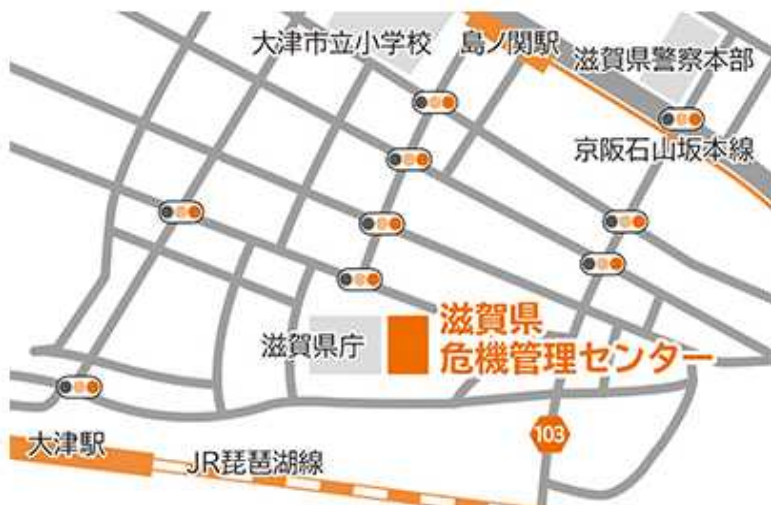 大津市立小学校
島ノ関駅
滋賀県警察本部
京阪石山坂本線
滋賀県庁
滋賀県
危機管理センター
103
大津駅
JR琵琶湖線